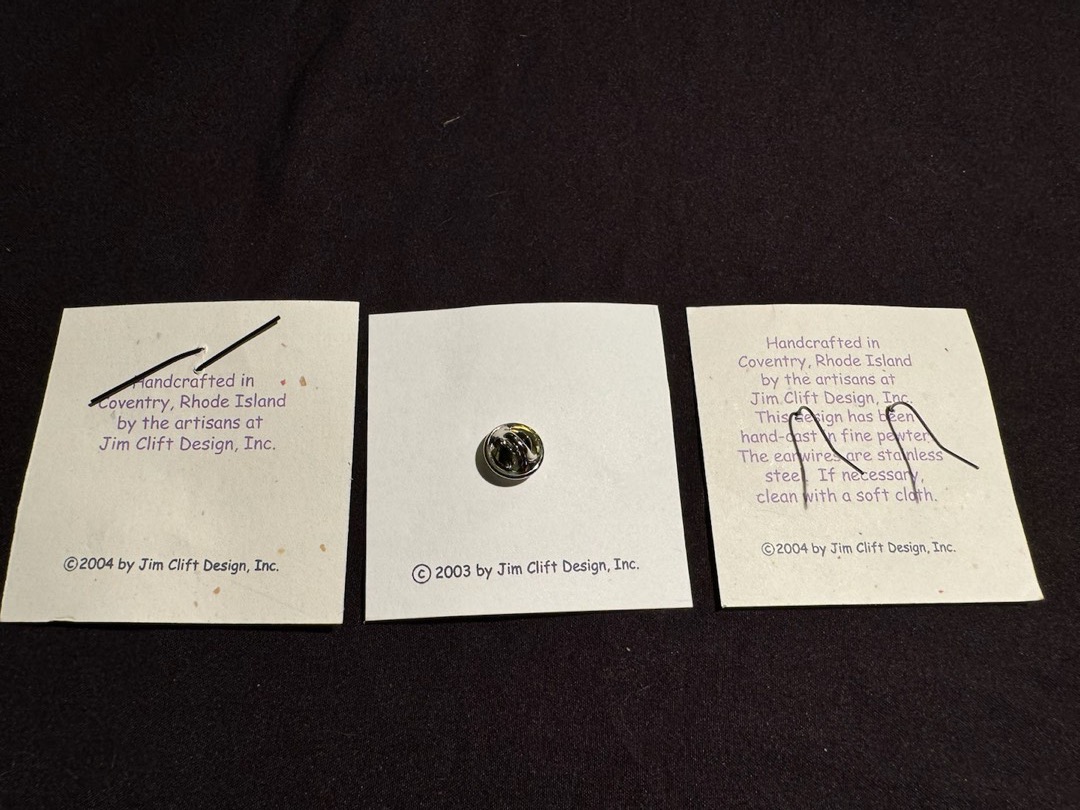 Handcrafted in
Coventry, Rhode Island
by the artisans at
Jim Clift Design, Inc.
©2004 by Jim Clift Design, Inc.
© 2003 by Jim Clift Design, Inc.
Handcrafted in
Coventry, Rhode Island
by the artisans at
Jim Clift Design, Inc.
This design has been
hand-cast in fine pewter.
The earwires are stainless
steel. If necessary,
clean with a soft cloth.
©2004 by Jim Clift Design, Inc.